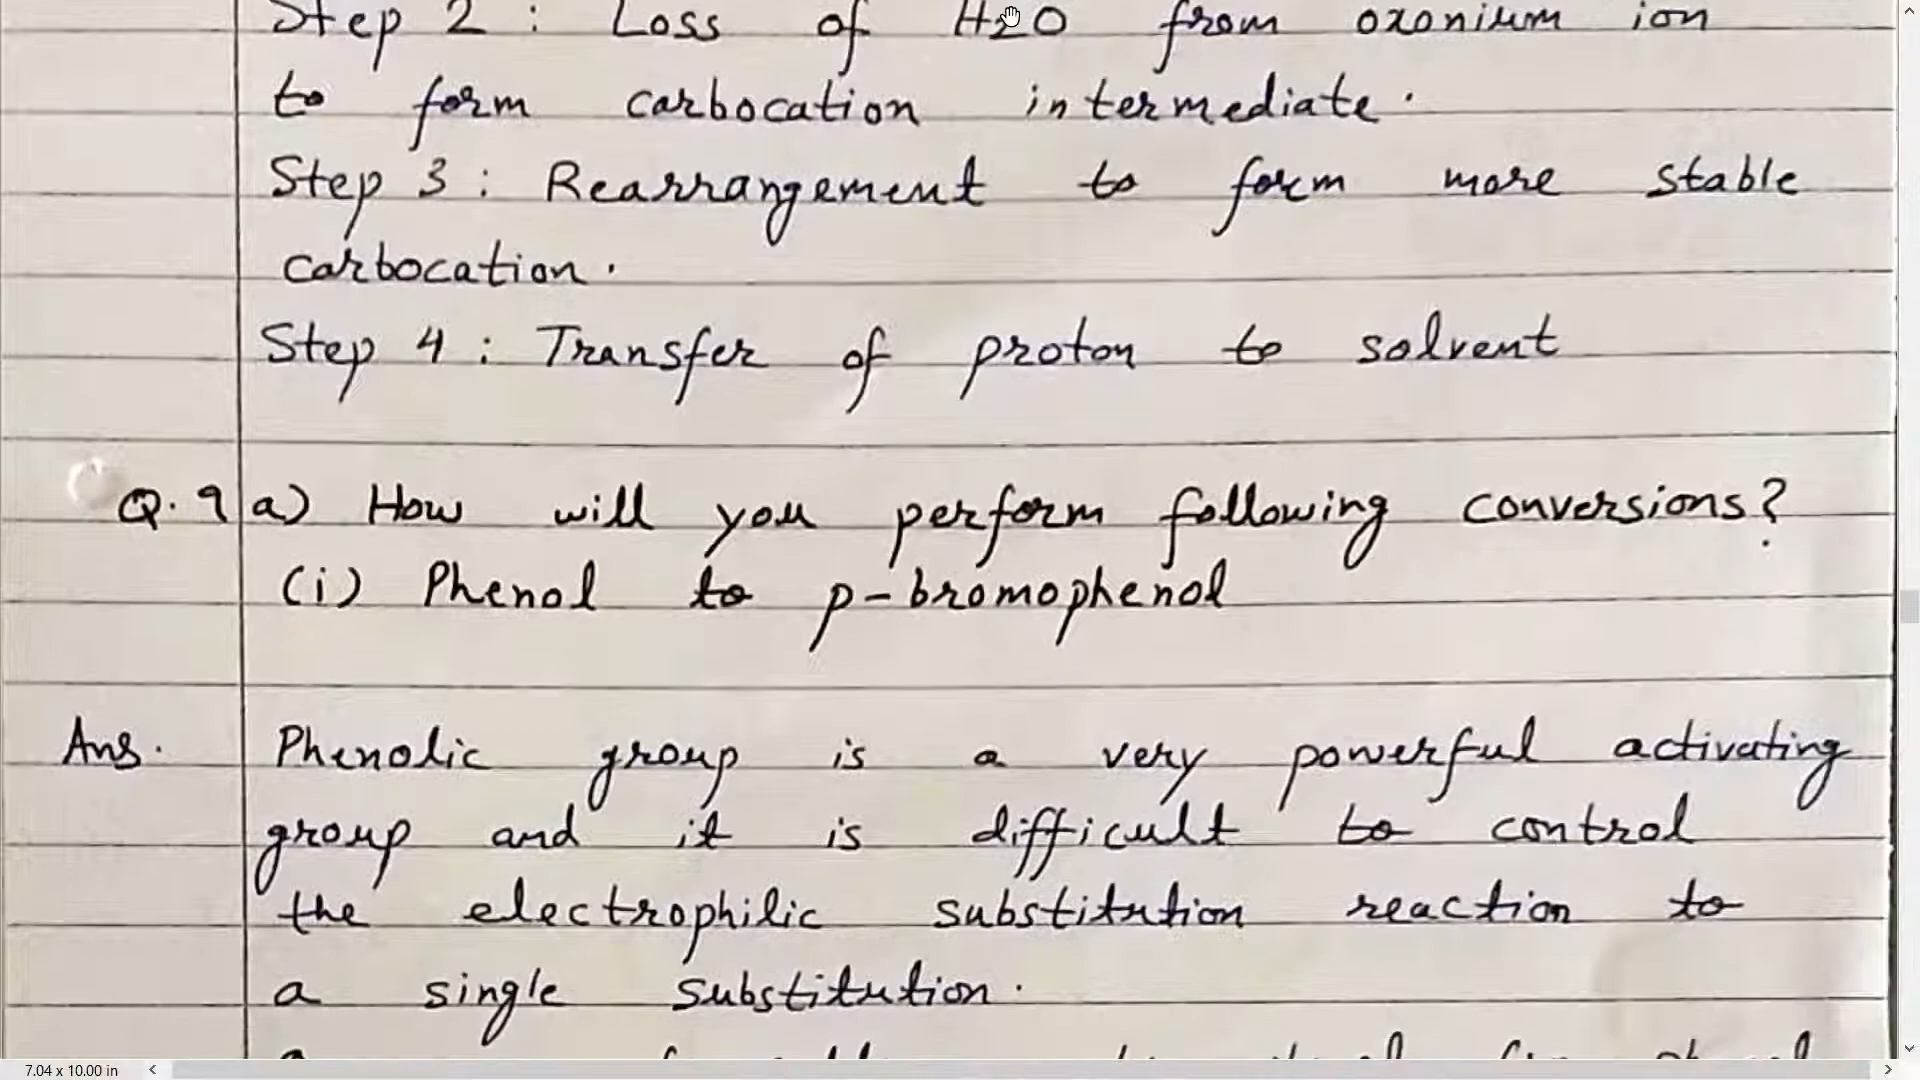 Step 2 : Loss of H2O from oxonium ion
to form carbocation intermediate.
Step 3 : Rearrangement to form more stable
carbocation.
Step 4 : Transfer of proton to solvent
Q. 9 a) How will you perform following conversions?
(i) Phenol to p-bromophenol
Ans. Phenolic group is a very powerful activating
group and it is difficult to control
the electrophilic substitution reaction to
a single substitution.
7.04 x 10.00 in